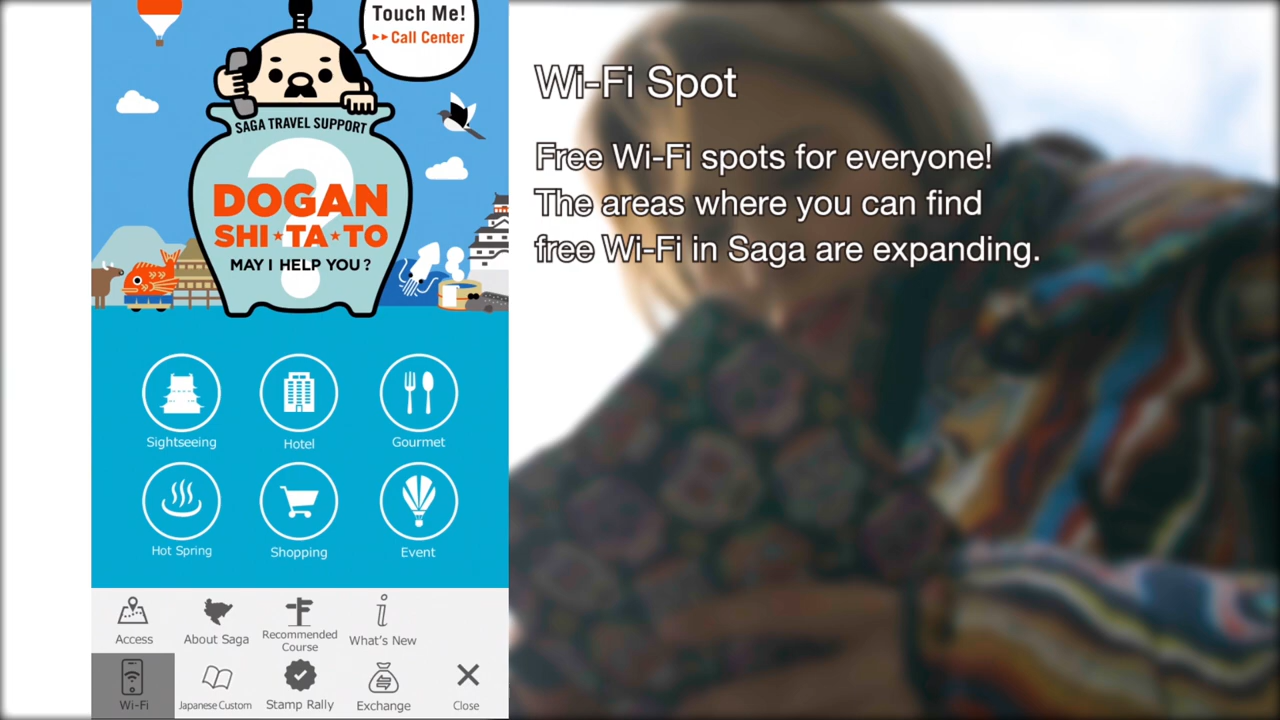 Touch Me!
▸▸Call Center
SAGA TRAVEL SUPPORT
?
DOGAN
SHI★TA★TO
MAY I HELP YOU?
Sightseeing
Hotel
Gourmet
Hot Spring
Shopping
Event
Access
About Saga
Recommended
Course
What's New
Wi-Fi
Japanese Custom
Stamp Rally
Exchange
Close
Wi-Fi Spot
Free Wi-Fi spots for everyone!
The areas where you can find
free Wi-Fi in Saga are expanding.